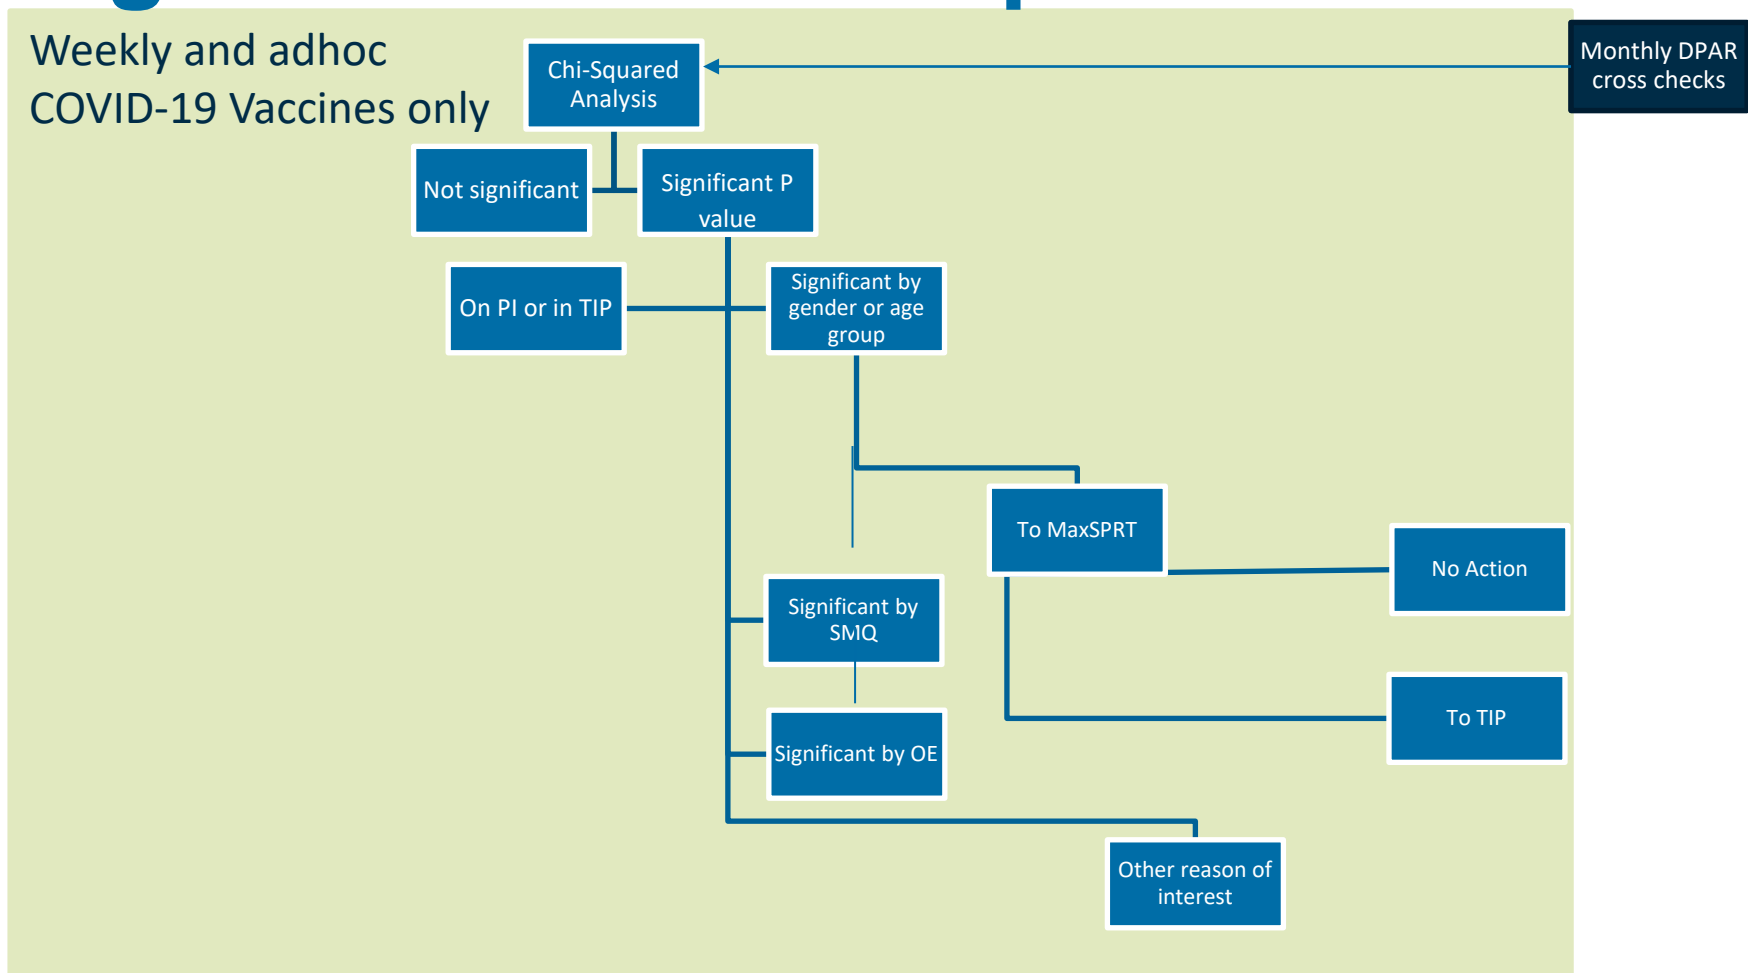 Weekly and adhoc
COVID-19 Vaccines only
Monthly DPAR
cross checks
Chi-Squared
Analysis
Not significant
Significant P
value
On PI or in TIP
Significant by
gender or age
group
To MaxSPRT
No Action
Significant by
SMQ
To TIP
Significant by OE
Other reason of
interest